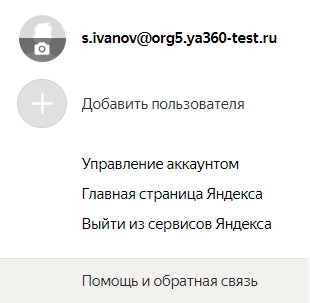 s.ivanov@org5.ya360-test.ru
Добавить пользователя
Управление аккаунтом
Главная страница Яндекса
Выйти из сервисов Яндекса
Помощь и обратная связь